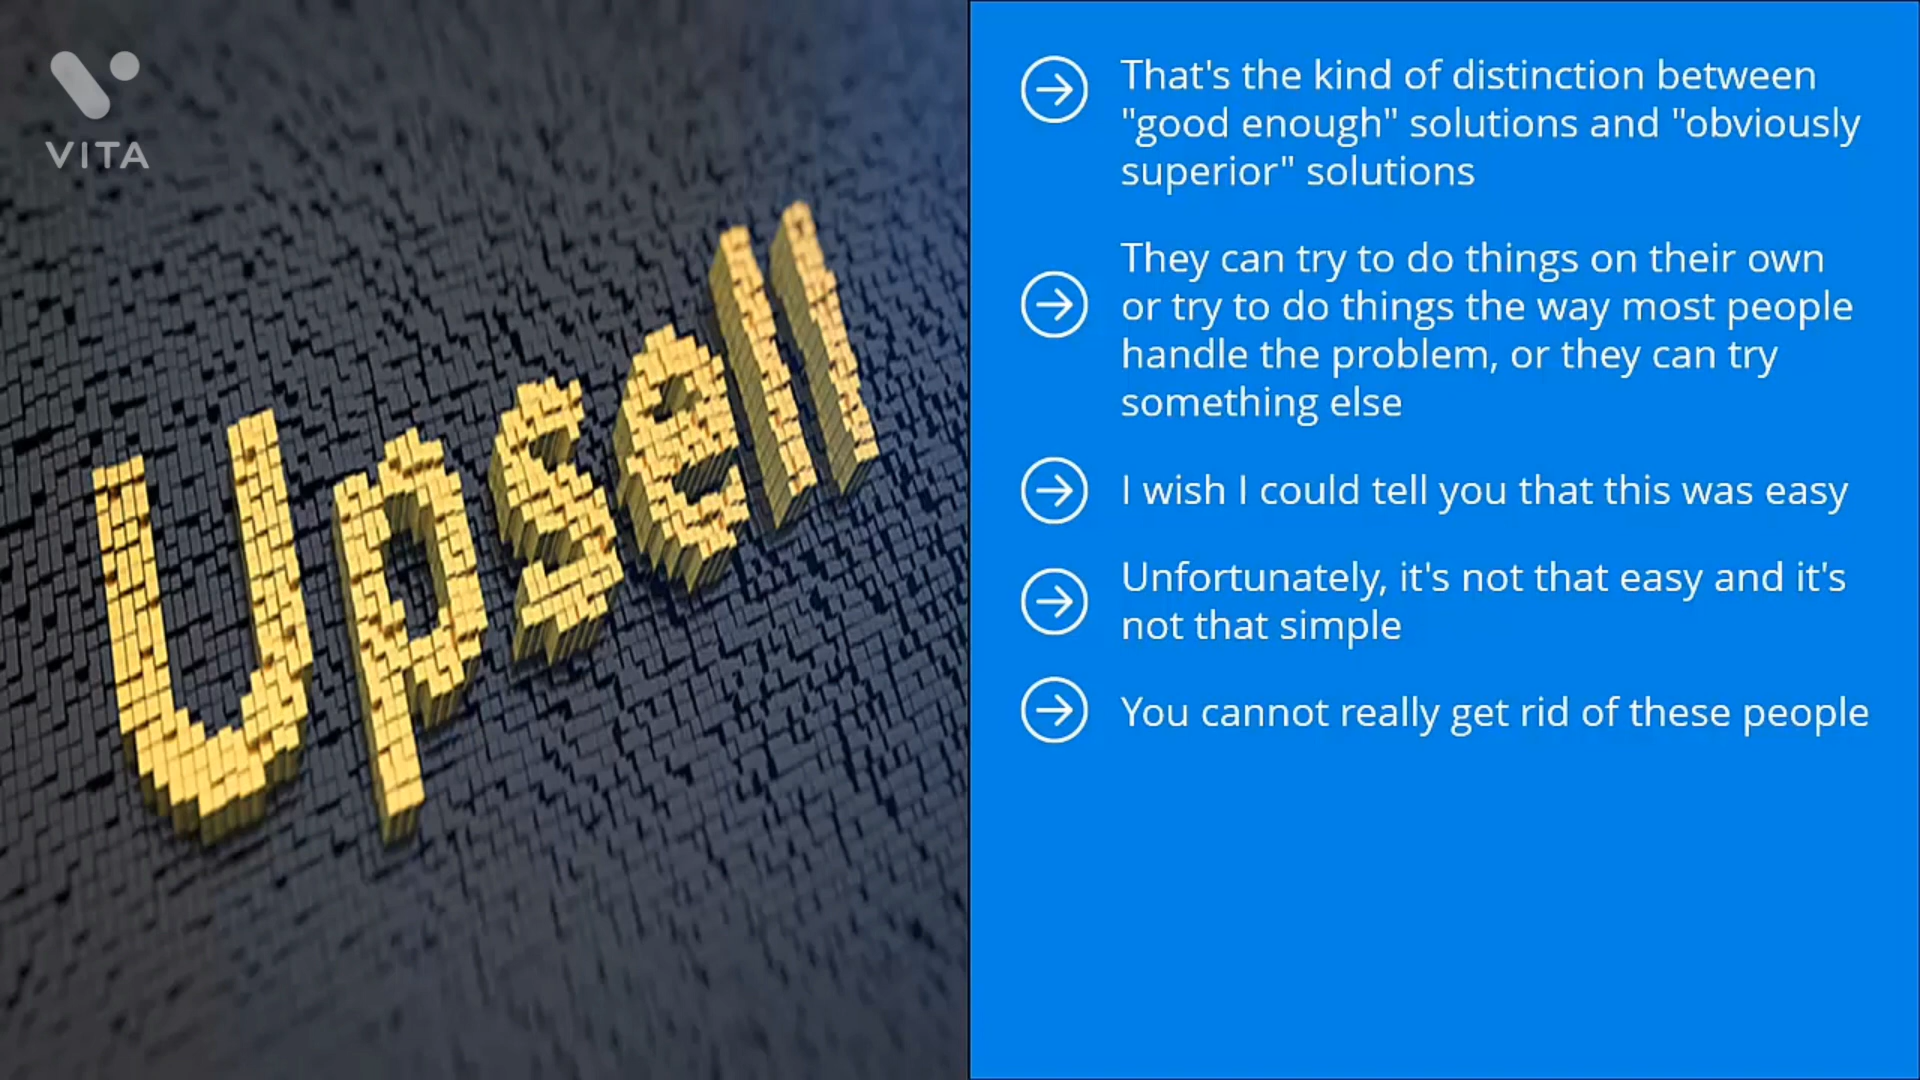 VITA
Upsell
That's the kind of distinction between
"good enough" solutions and "obviously
superior" solutions
They can try to do things on their own
or try to do things the way most people
handle the problem, or they can try
something else
I wish I could tell you that this was easy
Unfortunately, it's not that easy and it's
not that simple
You cannot really get rid of these people